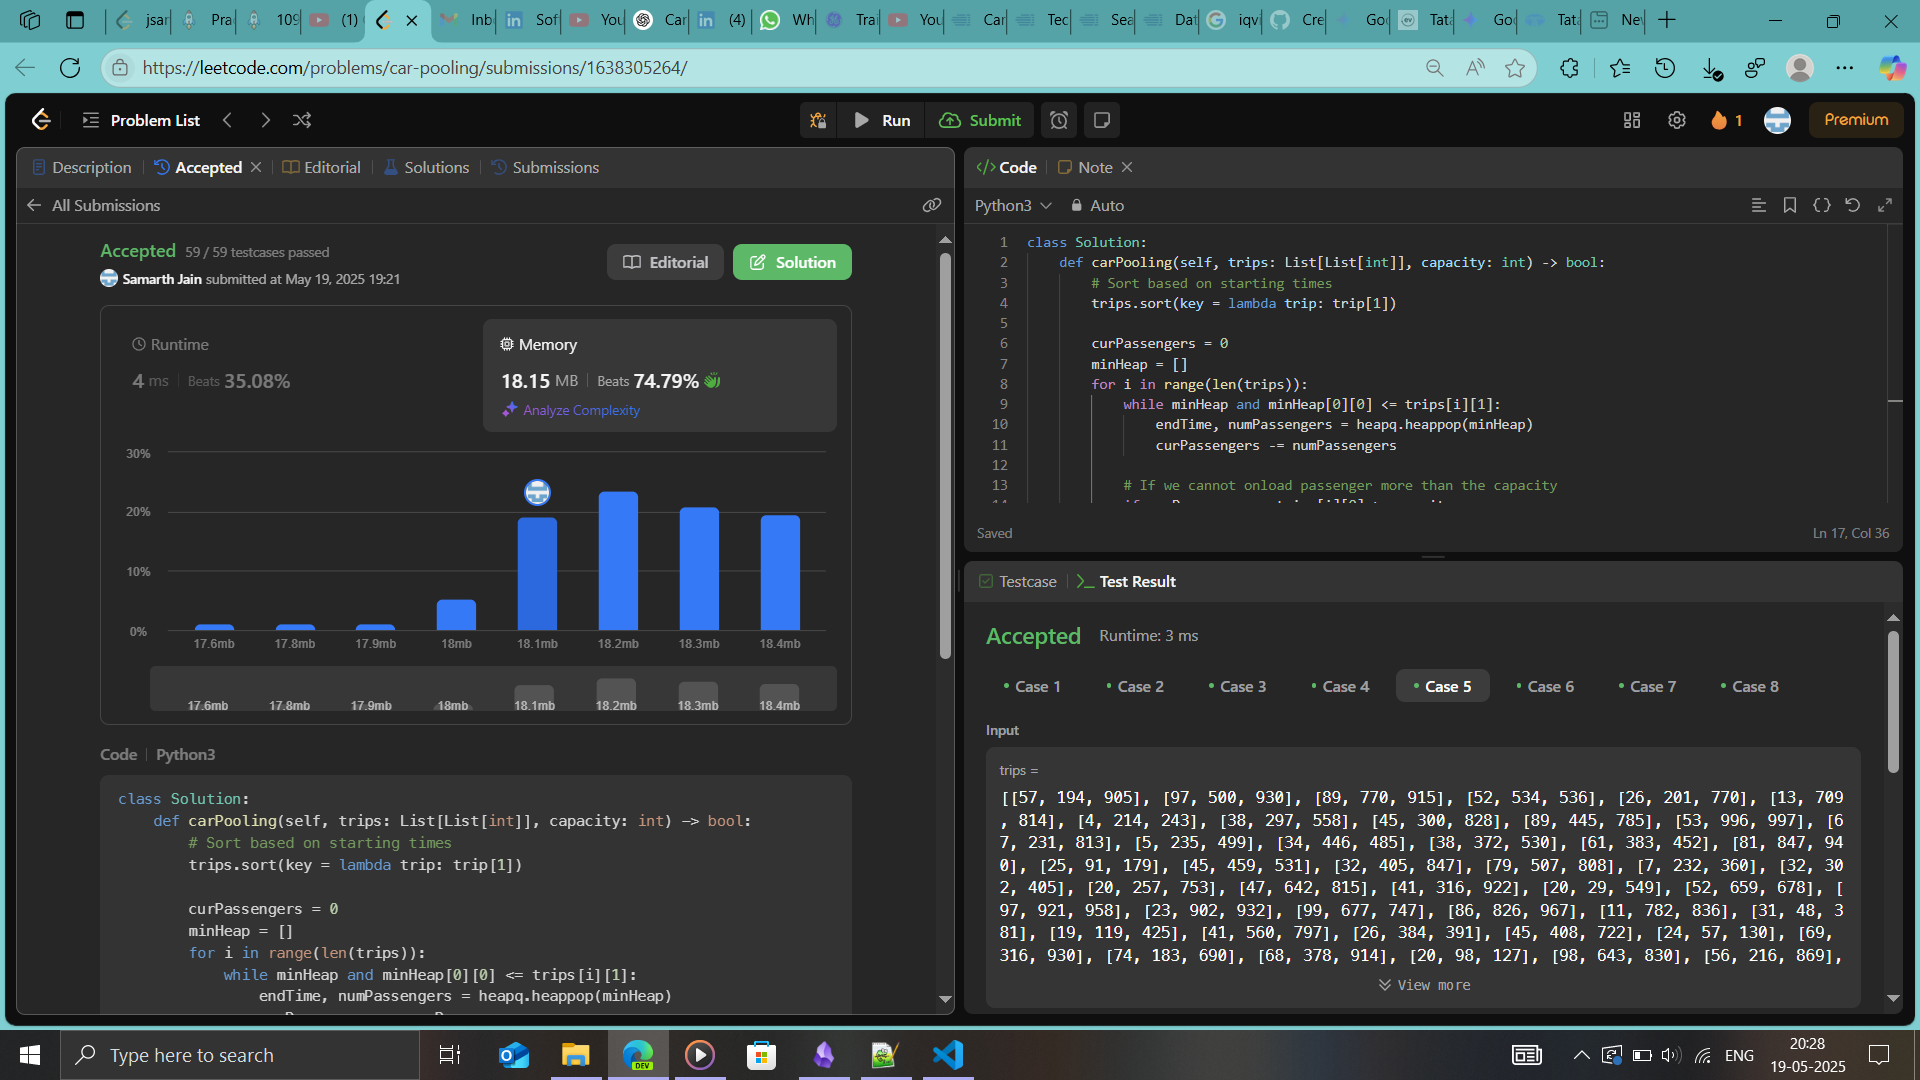 jsar
Pra
109
(1)
Inb
Sof
You
Car
(4)
Wh
Trai
You
Car
Tec
Sea
Dat
iqvi
Cre
Goo
Tata
Goo
Tata
Nev
https://leetcode.com/problems/car-pooling/submissions/1638305264/
Problem List
Run
Submit
1
Premium
Description
Accepted
Editorial
Solutions
Submissions
All Submissions
Accepted 59 / 59 testcases passed
Samarth Jain submitted at May 19, 2025 19:21
Editorial
Solution
Runtime
4 ms Beats 35.08%
Memory
18.15 MB Beats 74.79%
Analyze Complexity
30%
20%
10%
0%
17.6mb 17.8mb 17.9mb 18mb 18.1mb 18.2mb 18.3mb 18.4mb
17.6mb 17.8mb 17.9mb 18mb 18.1mb 18.2mb 18.3mb 18.4mb
Code Python3
class Solution:
def carPooling(self, trips: List[List[int]], capacity: int) -> bool:
# Sort based on starting times
trips.sort(key = lambda trip: trip[1])
curPassengers = 0
minHeap = []
for i in range(len(trips)):
while minHeap and minHeap[0][0] <= trips[i][1]:
endTime, numPassengers = heapq.heappop(minHeap)
</> Code
Note
Python3
Auto
1 class Solution:
2 def carPooling(self, trips: List[List[int]], capacity: int) -> bool:
3 # Sort based on starting times
4 trips.sort(key = lambda trip: trip[1])
5
6 curPassengers = 0
7 minHeap = []
8 for i in range(len(trips)):
9 while minHeap and minHeap[0][0] <= trips[i][1]:
10 endTime, numPassengers = heapq.heappop(minHeap)
11 curPassengers -= numPassengers
12
13 # If we cannot onload passenger more than the capacity
Saved
Ln 17, Col 36
Testcase
Test Result
Accepted Runtime: 3 ms
Case 1 Case 2 Case 3 Case 4 Case 5 Case 6 Case 7 Case 8
Input
trips =
[[57, 194, 905], [97, 500, 930], [89, 770, 915], [52, 534, 536], [26, 201, 770], [13, 709
, 814], [4, 214, 243], [38, 297, 558], [45, 300, 828], [89, 445, 785], [53, 996, 997], [6
7, 231, 813], [5, 235, 499], [34, 446, 485], [38, 372, 530], [61, 383, 452], [81, 847, 94
0], [25, 91, 179], [45, 459, 531], [32, 405, 847], [79, 507, 808], [7, 232, 360], [32, 30
2, 405], [20, 257, 753], [47, 642, 815], [41, 316, 922], [20, 29, 549], [52, 659, 678], [
97, 921, 958], [23, 902, 932], [99, 677, 747], [86, 826, 967], [11, 782, 836], [31, 48, 3
81], [19, 119, 425], [41, 560, 797], [26, 384, 391], [45, 408, 722], [24, 57, 130], [69,
316, 930], [74, 183, 690], [68, 378, 914], [20, 98, 127], [98, 643, 830], [56, 216, 869],
View more
Type here to search
DEV
ENG
20:28
19-05-2025